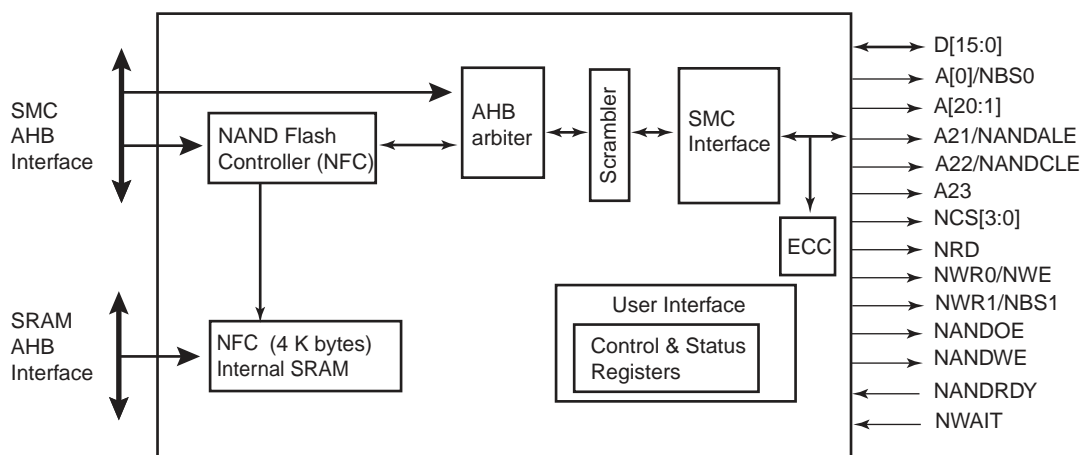 SMC
AHB
Interface
NAND Flash
Controller (NFC)
AHB
arbiter
Scrambler
SMC
Interface
ECC
SRAM
AHB
Interface
NFC (4 K bytes)
Internal SRAM
User Interface
Control & Status
Registers
D[15:0]
A[0]/NBS0
A[20:1]
A21/NANDALE
A22/NANDCLE
A23
NCS[3:0]
NRD
NWR0/NWE
NWR1/NBS1
NANDOE
NANDWE
NANDRDY
NWAIT